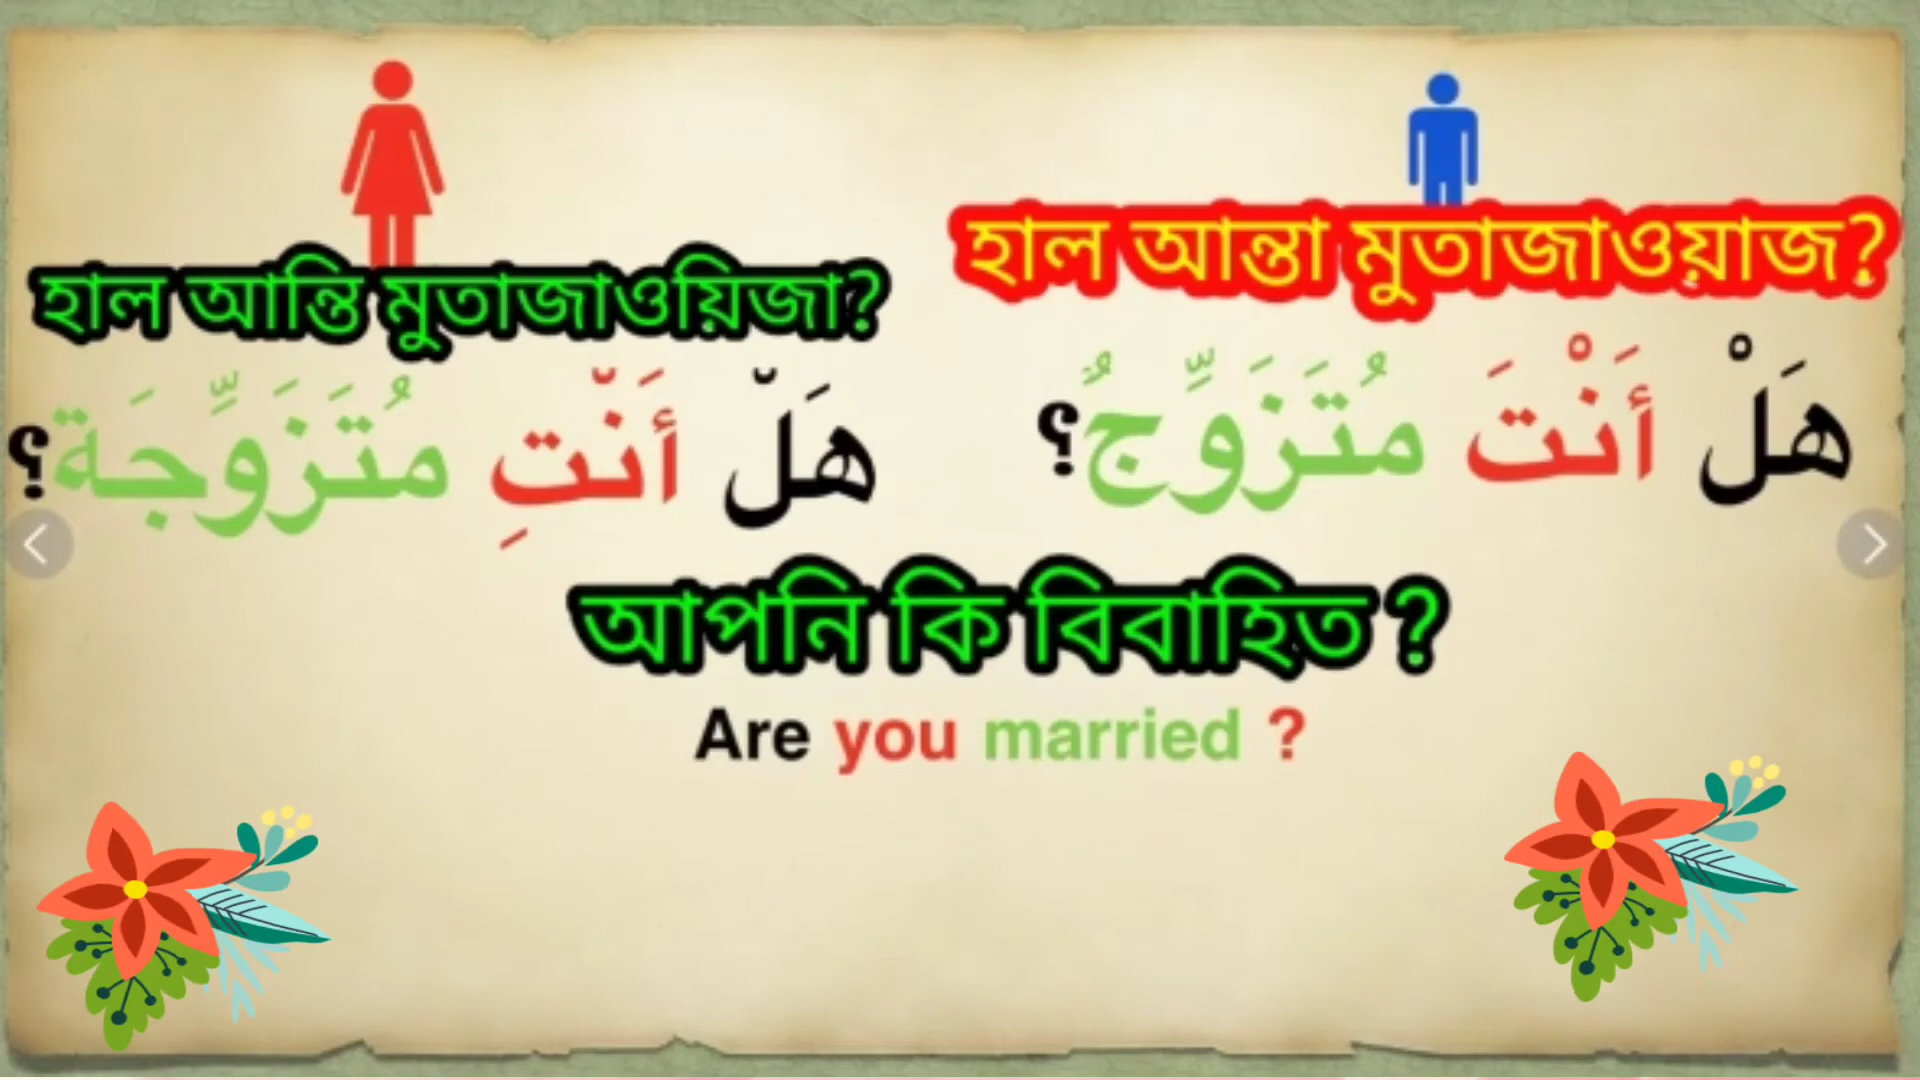 হাল আন্তি মুতাজাওয়িজা?
هَلْ أَنْتِ مُتَزَوِّجَة؟
হাল আন্তা মুতাজাওয়াজ?
هَلْ أَنْتَ مُتَزَوِّجٌ؟
আপনি কি বিবাহিত ?
Are you married ?